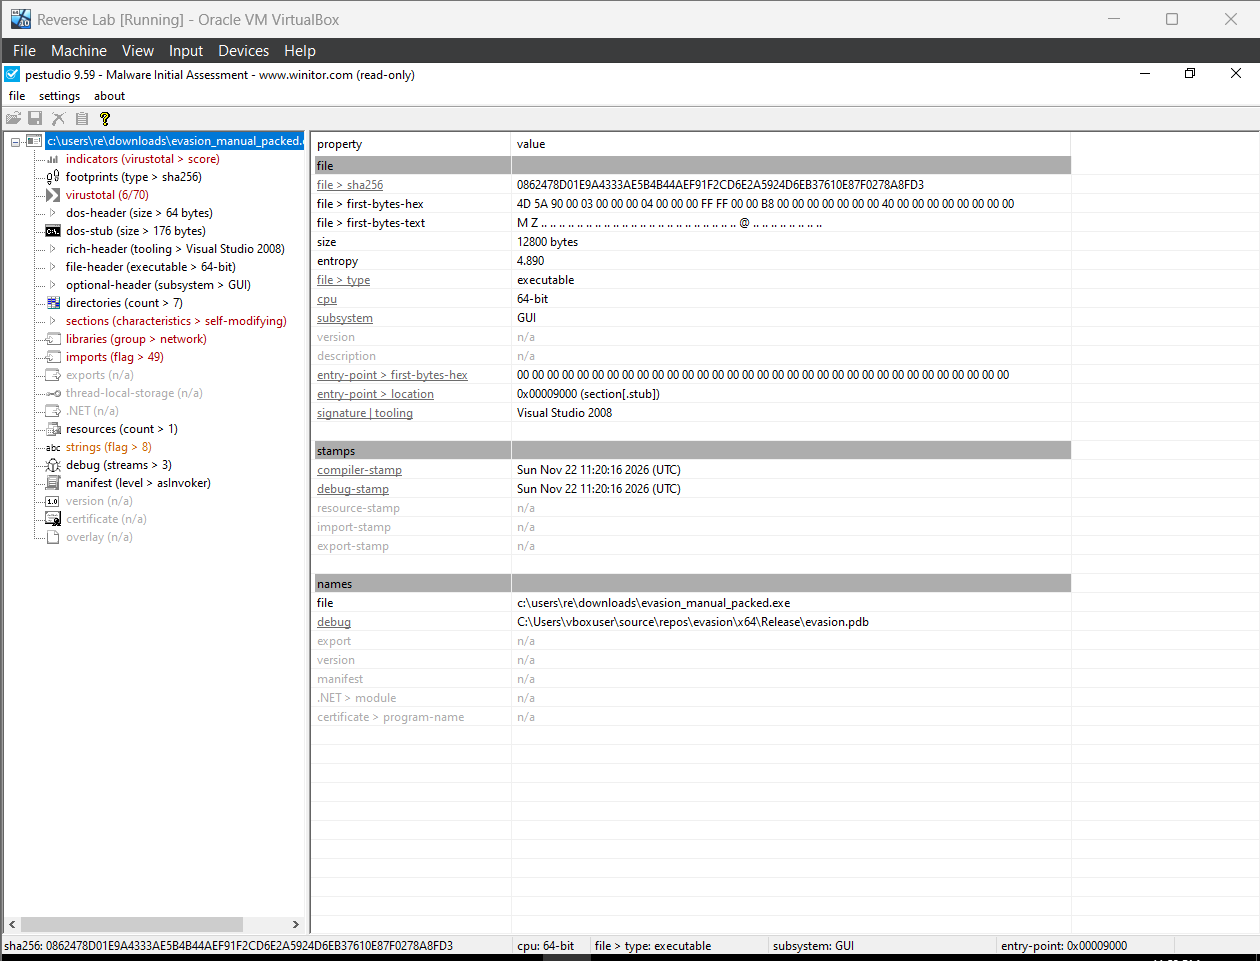 Reverse Lab [Running] - Oracle VM VirtualBox
File Machine View Input Devices Help
pestudio 9.59 - Malware Initial Assessment - www.winitor.com (read-only)
file settings about
c:\users\re\downloads\evasion_manual_packed.
indicators (virustotal > score)
footprints (type > sha256)
virustotal (6/70)
dos-header (size > 64 bytes)
dos-stub (size > 176 bytes)
rich-header (tooling > Visual Studio 2008)
file-header (executable > 64-bit)
optional-header (subsystem > GUI)
directories (count > 7)
sections (characteristics > self-modifying)
libraries (group > network)
imports (flag > 49)
exports (n/a)
thread-local-storage (n/a)
.NET (n/a)
resources (count > 1)
abc strings (flag > 8)
debug (streams > 3)
manifest (level > asInvoker)
1.0 version (n/a)
certificate (n/a)
overlay (n/a)
property value
file
file > sha256 0862478D01E9A4333AE5B4B44AEF91F2CD6E2A5924D6EB37610E87F0278A8FD3
file > first-bytes-hex 4D 5A 90 00 03 00 00 00 04 00 00 00 FF FF 00 00 B8 00 00 00 00 00 00 00 40 00 00 00 00 00 00 00 00
file > first-bytes-text M Z .. .. .. .. .. .. .. .. .. .. .. .. .. .. .. .. .. .. .. .. .. .. @ .. .. .. .. .. .. .. ..
size 12800 bytes
entropy 4.890
file > type executable
cpu 64-bit
subsystem GUI
version n/a
description n/a
entry-point > first-bytes-hex 00 00 00 00 00 00 00 00 00 00 00 00 00 00 00 00 00 00 00 00 00 00 00 00 00 00 00 00 00 00 00 00 00
entry-point > location 0x00009000 (section[.stub])
signature | tooling Visual Studio 2008
stamps
compiler-stamp Sun Nov 22 11:20:16 2026 (UTC)
debug-stamp Sun Nov 22 11:20:16 2026 (UTC)
resource-stamp n/a
import-stamp n/a
export-stamp n/a
names
file c:\users\re\downloads\evasion_manual_packed.exe
debug C:\Users\vboxuser\source\repos\evasion\x64\Release\evasion.pdb
export n/a
version n/a
manifest n/a
.NET > module n/a
certificate > program-name n/a
sha256: 0862478D01E9A4333AE5B4B44AEF91F2CD6E2A5924D6EB37610E87F0278A8FD3 cpu: 64-bit file > type: executable subsystem: GUI entry-point: 0x00009000